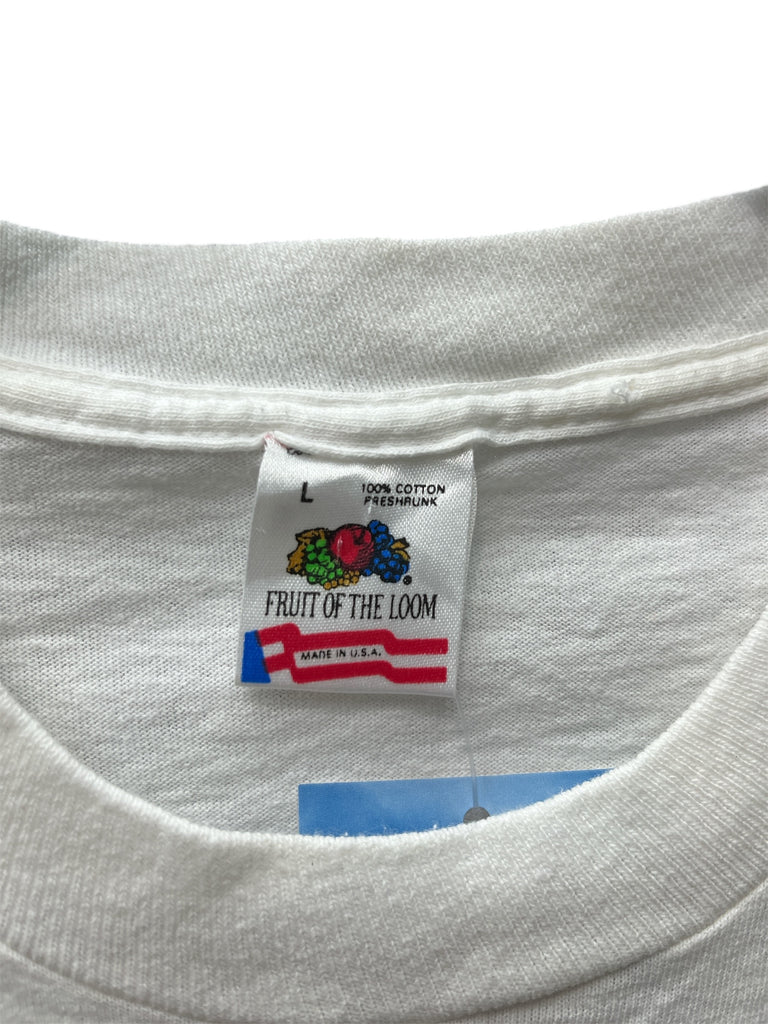 L
100% COTTON
PRESHRUNK
®
FRUIT OF THE LOOM
MADE IN U.S.A.